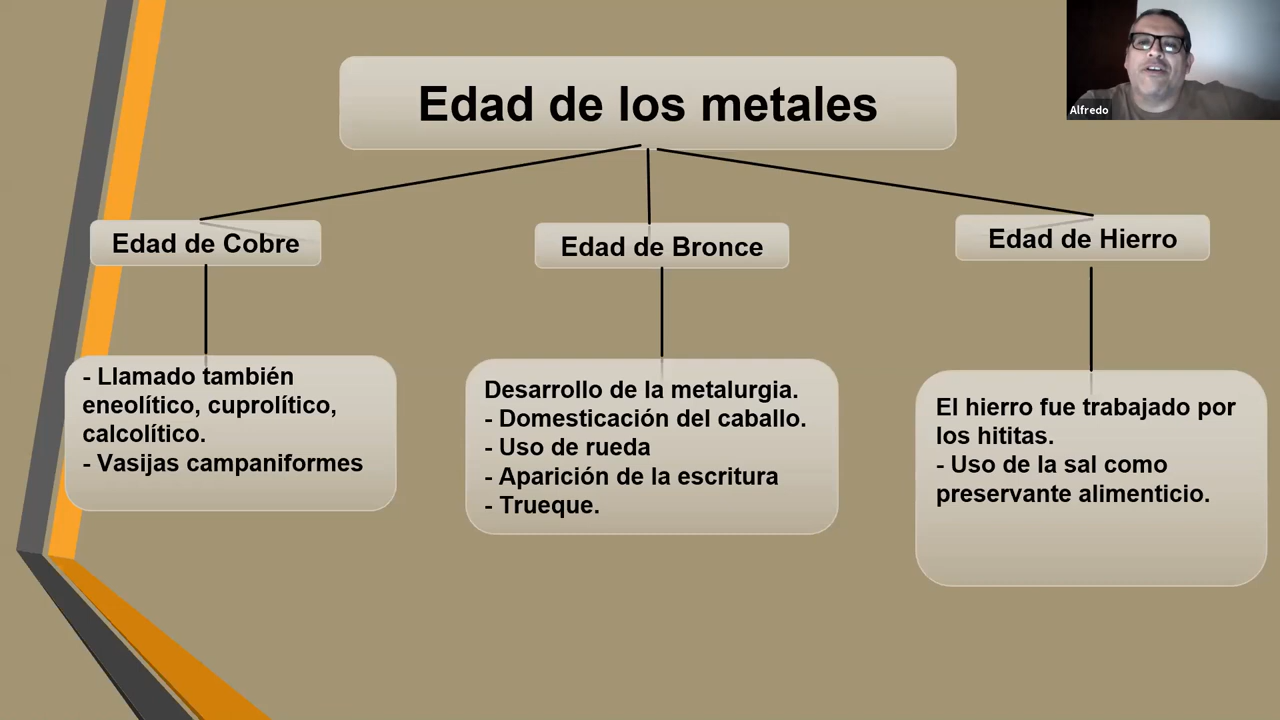 Edad de los metales
Alfredo
Edad de Cobre
Edad de Bronce
Edad de Hierro
- Llamado también
eneolítico, cuprolítico,
calcolítico.
- Vasijas campaniformes
Desarrollo de la metalurgia.
- Domesticación del caballo.
- Uso de rueda
- Aparición de la escritura
- Trueque.
El hierro fue trabajado por
los hititas.
- Uso de la sal como
preservante alimenticio.